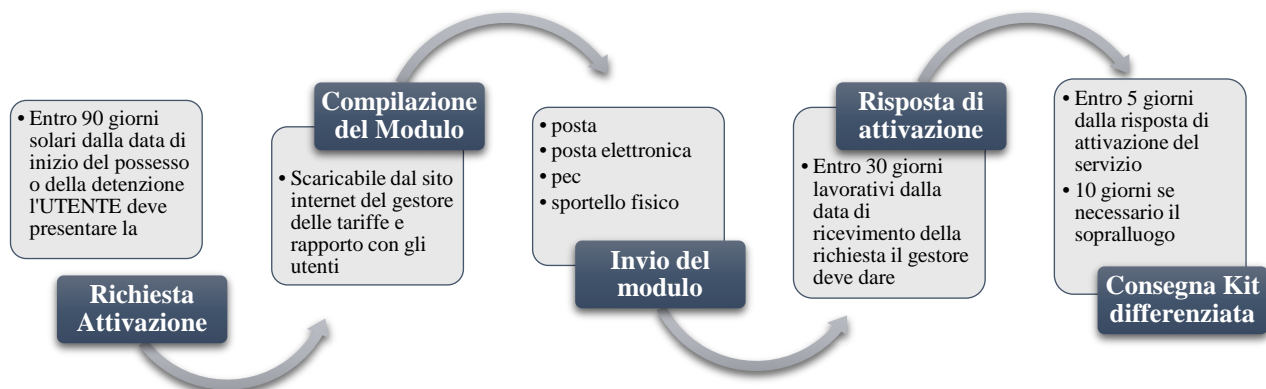 • Entro 90 giorni
solari dalla data di
inizio del possesso
o della detenzione
l'UTENTE deve
presentare la
Richiesta
Attivazione
Compilazione
del Modulo
• Scaricabile dal sito
internet del gestore
delle tariffe e
rapporto con gli
utenti
• posta
• posta elettronica
• pec
• sportello fisico
Invio del
modulo
Risposta di
attivazione
• Entro 30 giorni
lavorativi dalla
data di
ricevimento della
richiesta il gestore
deve dare
• Entro 5 giorni
dalla risposta di
attivazione del
servizio
• 10 giorni se
necessario il
sopralluogo
Consegna Kit
differenziata